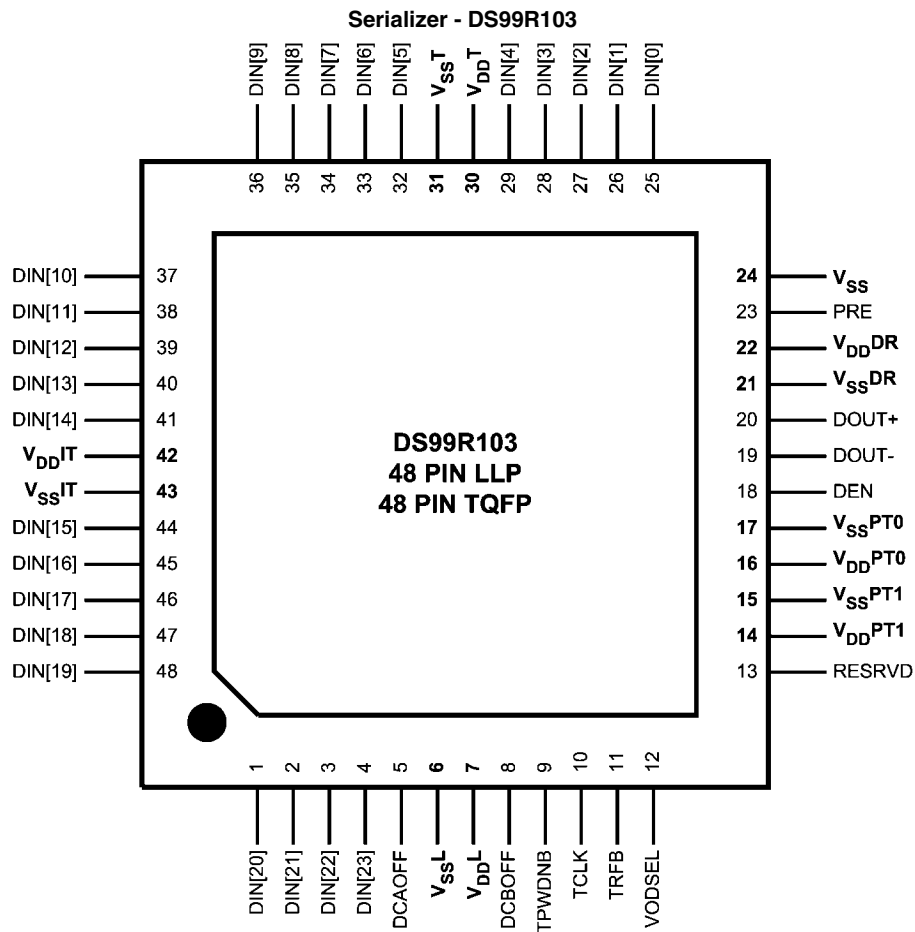 Serializer - DS99R103
DIN[9] DIN[8] DIN[7] DIN[6] DIN[5] VSST VDDT DIN[4] DIN[3] DIN[2] DIN[1] DIN[0]
36 35 34 33 32 31 30 29 28 27 26 25
DIN[10] 37 24 VSS
DIN[11] 38 23 PRE
DIN[12] 39 22 VDDDR
DIN[13] 40 21 VSSDR
DIN[14] 41 20 DOUT+
VDDIT 42 19 DOUT-
VSSIT 43 18 DEN
DIN[15] 44 17 VSSPT0
DIN[16] 45 16 VDDPT0
DIN[17] 46 15 VSSPT1
DIN[18] 47 14 VDDPT1
DIN[19] 48 13 RESRVD
DS99R103
48 PIN LLP
48 PIN TQFP
1 2 3 4 5 6 7 8 9 10 11 12
DIN[20] DIN[21] DIN[22] DIN[23] DCAOFF VSSL VDDL DCBOFF TPWDNB TCLK TRFB VODSEL